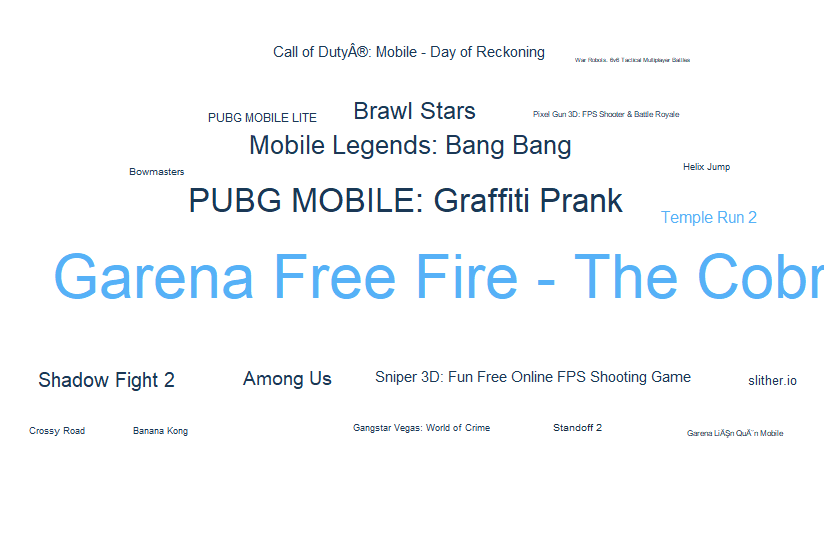 Call of DutyÂ®: Mobile - Day of Reckoning
War Robots. 6v6 Tactical Multiplayer Battles
Brawl Stars
PUBG MOBILE LITE
Pixel Gun 3D: FPS Shooter & Battle Royale
Mobile Legends: Bang Bang
Bowmasters
Helix Jump
PUBG MOBILE: Graffiti Prank
Temple Run 2
Garena Free Fire - The Cobr
Shadow Fight 2
Among Us
Sniper 3D: Fun Free Online FPS Shooting Game
slither.io
Crossy Road
Banana Kong
Gangstar Vegas: World of Crime
Standoff 2
Garena LiÃªn QuÃ¢n Mobile